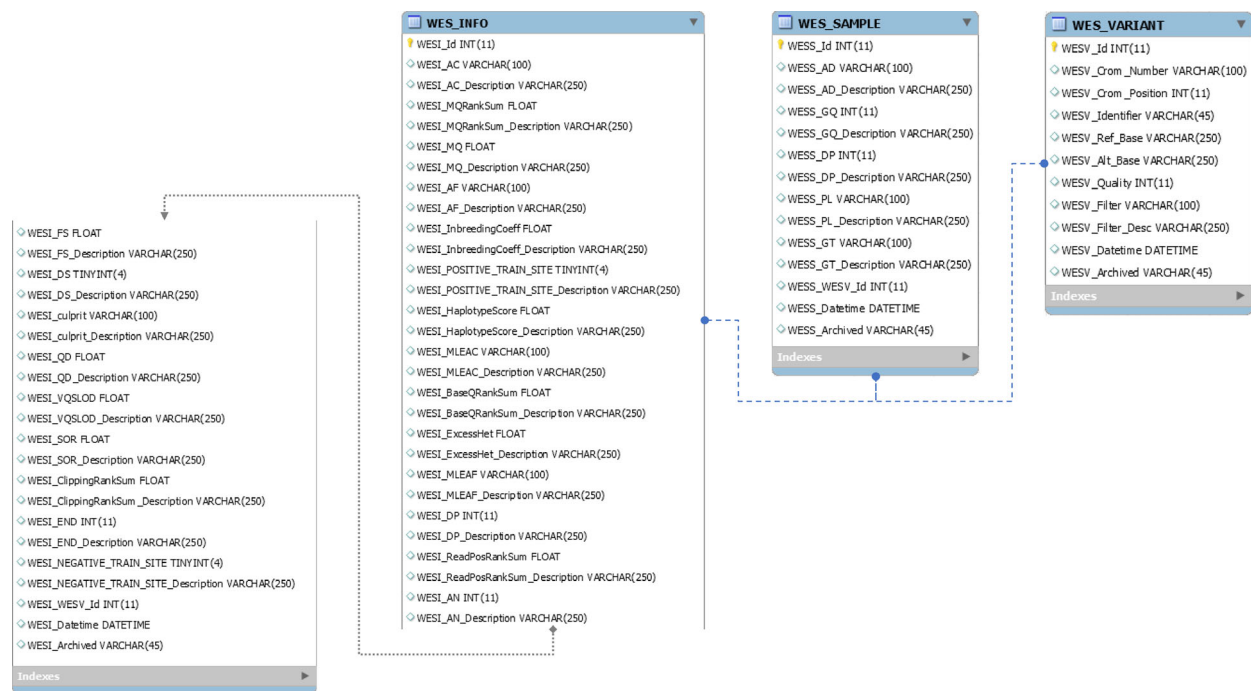 WES_INFO
WESI_Id INT(11)
WESI_AC VARCHAR(100)
WESI_AC_Description VARCHAR(250)
WESI_MQRankSum FLOAT
WESI_MQRankSum_Description VARCHAR(250)
WESI_MQ FLOAT
WESI_MQ_Description VARCHAR(250)
WESI_AF VARCHAR(100)
WESI_AF_Description VARCHAR(250)
WESI_InbreedingCoeff FLOAT
WESI_InbreedingCoeff_Description VARCHAR(250)
WESI_POSITIVE_TRAIN_SITE TINYINT(4)
WESI_POSITIVE_TRAIN_SITE_Description VARCHAR(250)
WESI_HaplotypeScore FLOAT
WESI_HaplotypeScore_Description VARCHAR(250)
WESI_MLEAC VARCHAR(100)
WESI_MLEAC_Description VARCHAR(250)
WESI_BaseQRankSum FLOAT
WESI_BaseQRankSum_Description VARCHAR(250)
WESI_ExcessHet FLOAT
WESI_ExcessHet_Description VARCHAR(250)
WESI_MLEAF VARCHAR(100)
WESI_MLEAF_Description VARCHAR(250)
WESI_DP INT(11)
WESI_DP_Description VARCHAR(250)
WESI_ReadPosRankSum FLOAT
WESI_ReadPosRankSum_Description VARCHAR(250)
WESI_AN INT(11)
WESI_AN_Description VARCHAR(250)
WESI_FS FLOAT
WESI_FS_Description VARCHAR(250)
WESI_DS TINYINT(4)
WESI_DS_Description VARCHAR(250)
WESI_culprit VARCHAR(100)
WESI_culprit_Description VARCHAR(250)
WESI_QD FLOAT
WESI_QD_Description VARCHAR(250)
WESI_VQSLOD FLOAT
WESI_VQSLOD_Description VARCHAR(250)
WESI_SOR FLOAT
WESI_SOR_Description VARCHAR(250)
WESI_ClippingRankSum FLOAT
WESI_ClippingRankSum_Description VARCHAR(250)
WESI_END INT(11)
WESI_END_Description VARCHAR(250)
WESI_NEGATIVE_TRAIN_SITE TINYINT(4)
WESI_NEGATIVE_TRAIN_SITE_Description VARCHAR(250)
WESI_WESV_Id INT(11)
WESI_Datetime DATETIME
WESI_Archived VARCHAR(45)
Indexes
WES_SAMPLE
WESS_Id INT(11)
WESS_AD VARCHAR(100)
WESS_AD_Description VARCHAR(250)
WESS_GQ INT(11)
WESS_GQ_Description VARCHAR(250)
WESS_DP INT(11)
WESS_DP_Description VARCHAR(250)
WESS_PL VARCHAR(100)
WESS_PL_Description VARCHAR(250)
WESS_GT VARCHAR(100)
WESS_GT_Description VARCHAR(250)
WESS_WESV_Id INT(11)
WESS_Datetime DATETIME
WESS_Archived VARCHAR(45)
Indexes
WES_VARIANT
WESV_Id INT(11)
WESV_Crom_Number VARCHAR(100)
WESV_Crom_Position INT(11)
WESV_Identifier VARCHAR(45)
WESV_Ref_Base VARCHAR(250)
WESV_Alt_Base VARCHAR(250)
WESV_Quality INT(11)
WESV_Filter VARCHAR(100)
WESV_Filter_Desc VARCHAR(250)
WESV_Datetime DATETIME
WESV_Archived VARCHAR(45)
Indexes